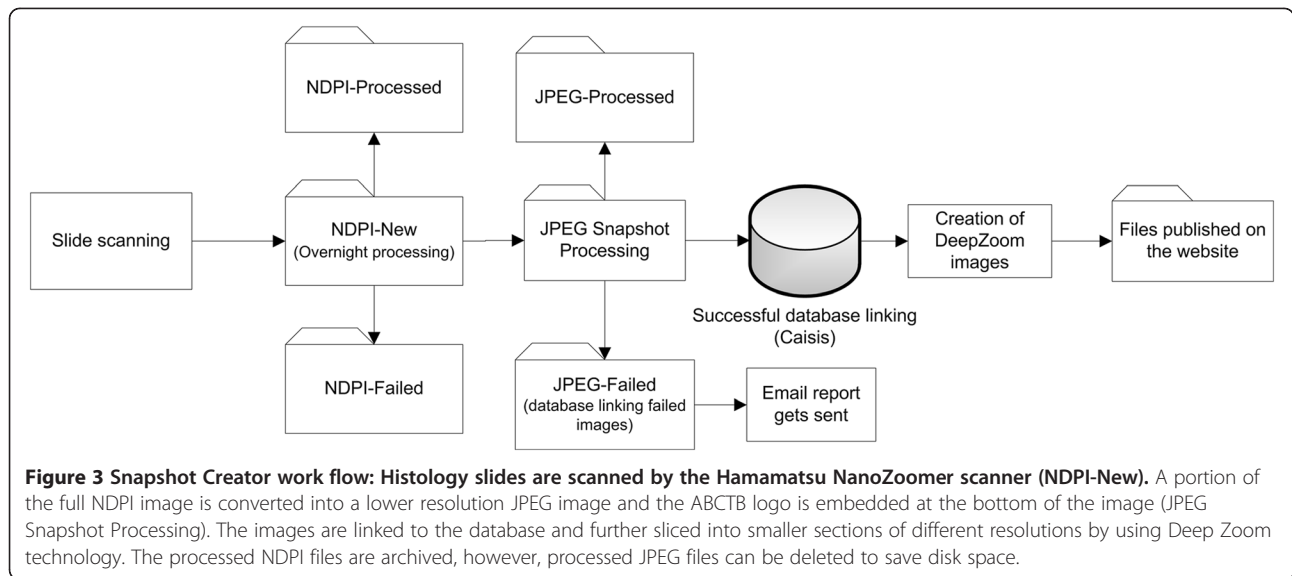 NDPI-Processed
JPEG-Processed
Slide scanning
NDPI-New
(Overnight processing)
JPEG Snapshot
Processing
Successful database linking
(Caisis)
Creation of
DeepZoom
images
Files published on
the website
NDPI-Failed
JPEG-Failed
(database linking failed
images)
Email report
gets sent
Figure 3 Snapshot Creator work flow: Histology slides are scanned by the Hamamatsu NanoZoomer scanner (NDPI-New). A portion of
the full NDPI image is converted into a lower resolution JPEG image and the ABCTB logo is embedded at the bottom of the image (JPEG
Snapshot Processing). The images are linked to the database and further sliced into smaller sections of different resolutions by using Deep Zoom
technology. The processed NDPI files are archived, however, processed JPEG files can be deleted to save disk space.